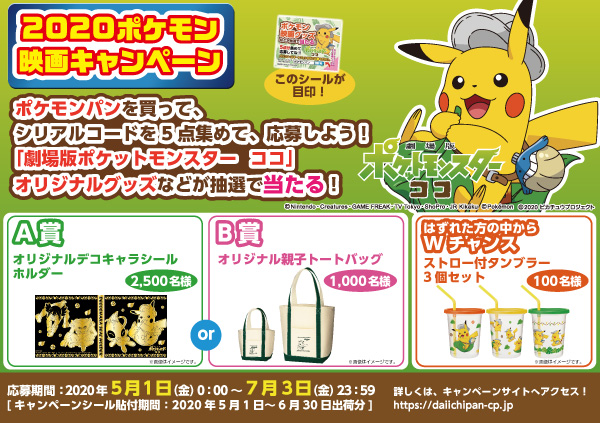 2020ポケモン
映画キャンペーン
このシールが
目印！
ポケモンパンを買って、
シリアルコードを5点集めて、応募しよう！
「劇場版ポケットモンスター ココ」
オリジナルグッズなどが抽選で当たる！
劇場版
ポケットモンスター
ココ
©Nintendo・Creatures・GAME FREAK・TV Tokyo・ShoPro・JR Kikaku ©Pokémon ©2020 ピカチュウプロジェクト
A賞
オリジナルデコキャラシール
ホルダー
2,500名様
※画像はイメージです。
or
B賞
オリジナル親子トートバッグ
1,000名様
※画像はイメージです。
はずれた方の中から
Wチャンス
ストロー付タンブラー
3個セット
100名様
※画像はイメージです。
応募期間：2020年5月1日(金)0：00～7月3日(金)23：59
[ キャンペーンシール貼付期間：2020年5月1日～6月30日出荷分 ]
詳しくは、キャンペーンサイトへアクセス！
https://daiichipan-cp.jp